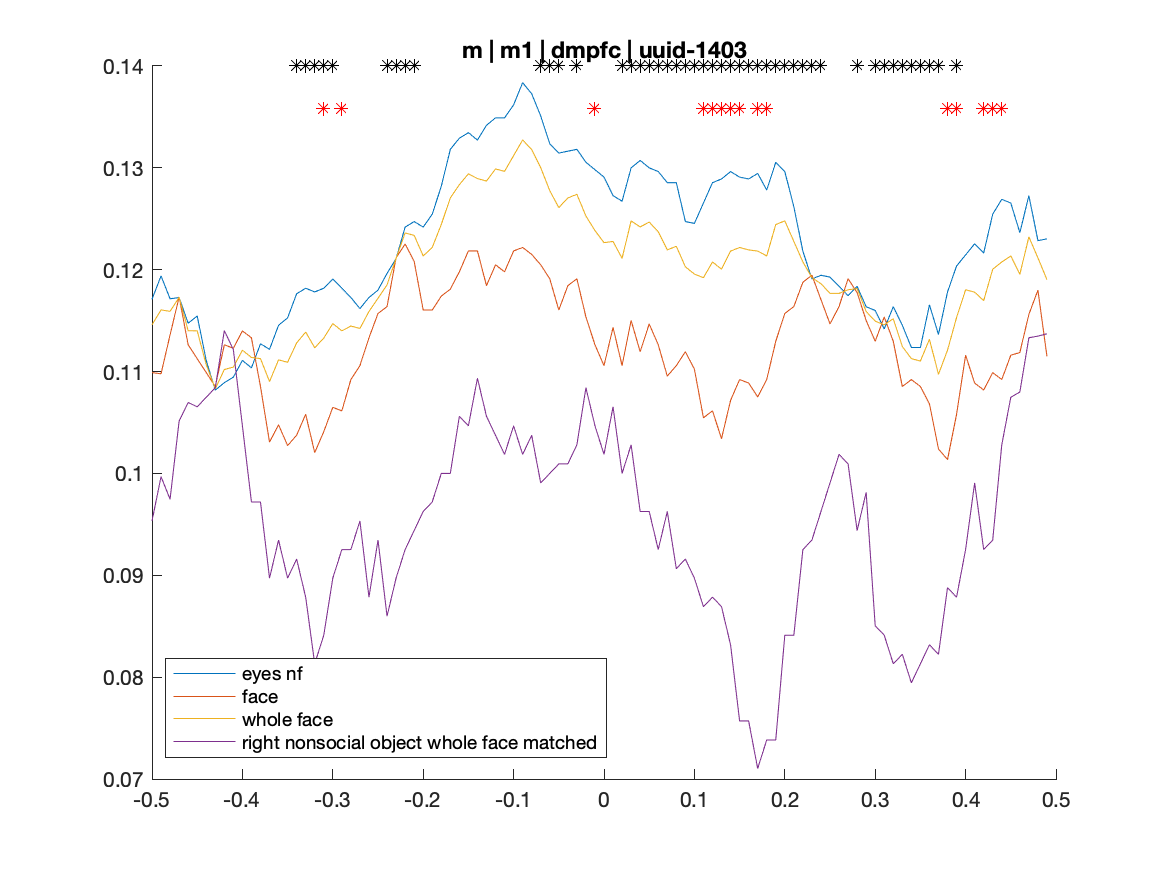 m | m1 | dmpfc | uuid-1403
0.14
0.13
0.12
0.11
0.1
0.09
0.08
0.07
eyes nf
face
whole face
right nonsocial object whole face matched
-0.5 -0.4 -0.3 -0.2 -0.1 0 0.1 0.2 0.3 0.4 0.5